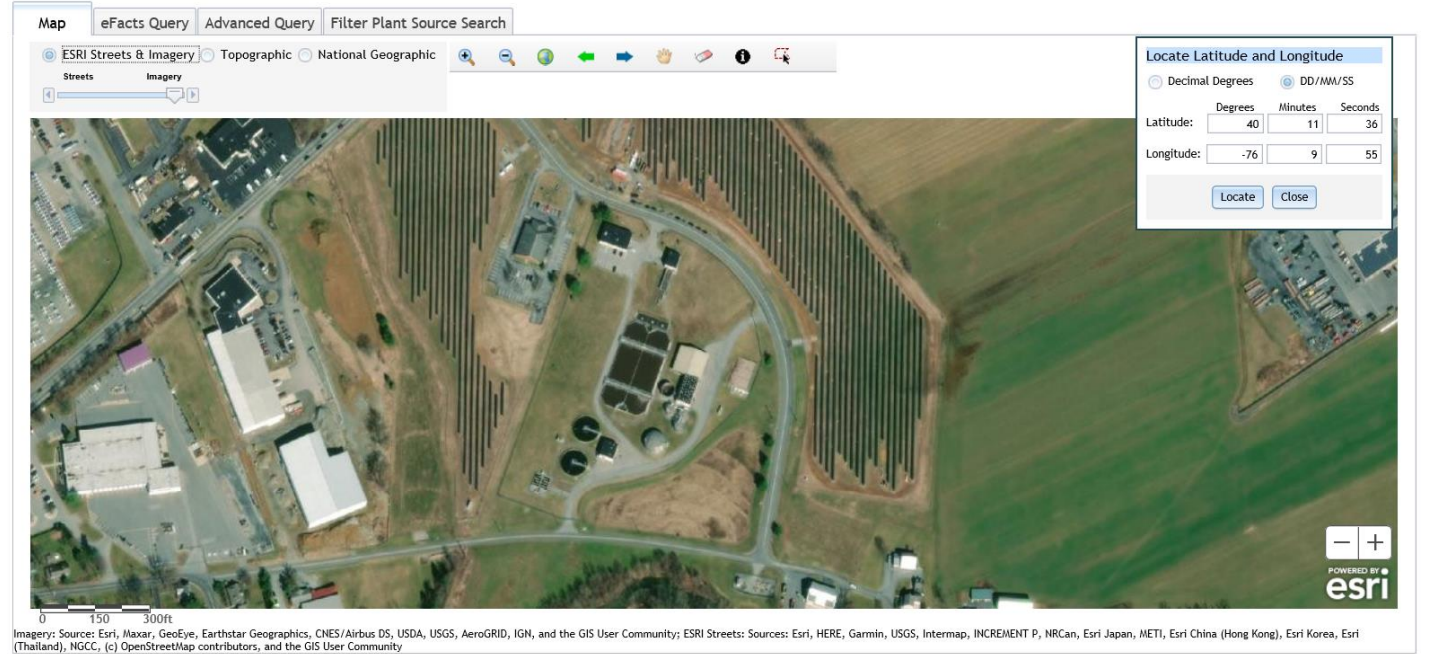 Map eFacts Query Advanced Query Filter Plant Source Search
ESRI Streets & Imagery Topographic National Geographic
Streets Imagery
Locate Latitude and Longitude
Decimal Degrees DD/MM/SS
Degrees Minutes Seconds
Latitude: 40 11 36
Longitude: -76 9 55
Locate Close
POWERED BY
esri
0 150 300ft
Imagery: Source: Esri, Maxar, GeoEye, Earthstar Geographics, CNES/Airbus DS, USDA, USGS, AeroGRID, IGN, and the GIS User Community; ESRI Streets: Sources: Esri, HERE, Garmin, USGS, Intermap, INCREMENT P, NRCan, Esri Japan, METI, Esri China (Hong Kong), Esri Korea, Esri
(Thailand), NGCC, (c) OpenStreetMap contributors, and the GIS User Community